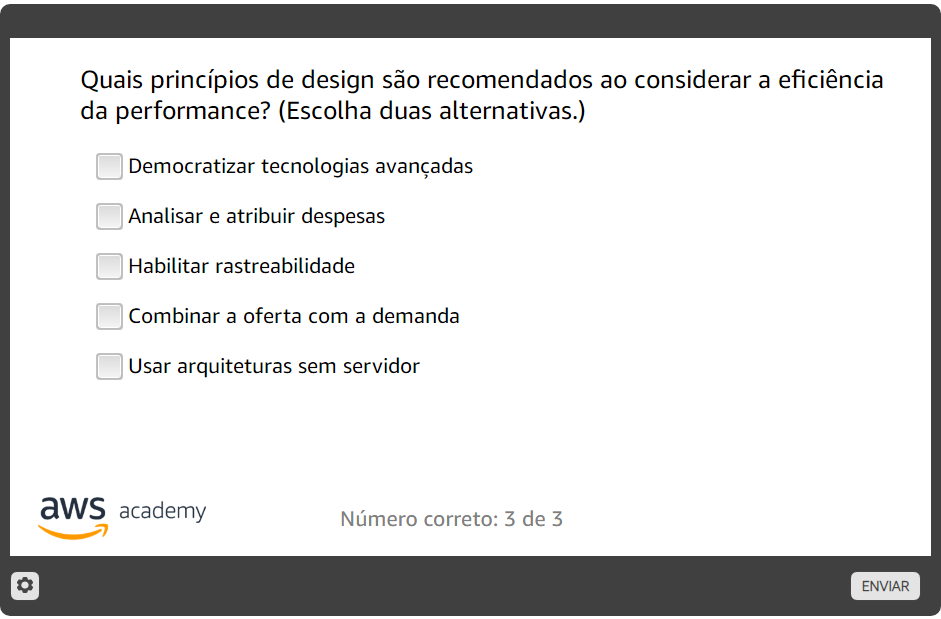 Quais princípios de design são recomendados ao considerar a eficiência
da performance? (Escolha duas alternativas.)
Democratizar tecnologias avançadas
Analisar e atribuir despesas
Habilitar rastreabilidade
Combinar a oferta com a demanda
Usar arquiteturas sem servidor
aws academy
Número correto: 3 de 3
ENVIAR